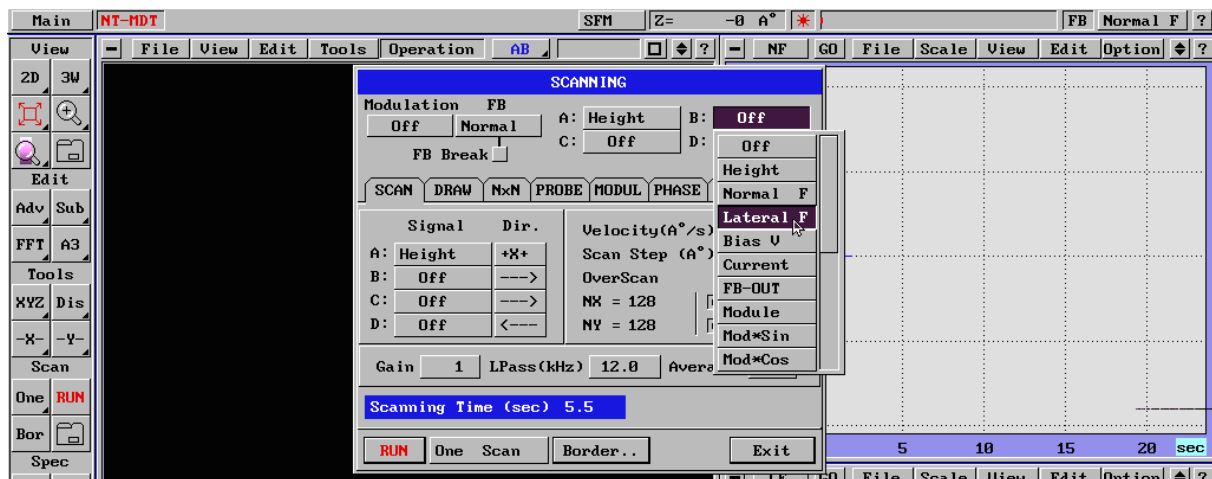 Main NT-MDT SFM Z= -0 A° FB Normal F ?
View File View Edit Tools Operation AB ? NF GO File Scale View Edit Option ?
2D 3W
SCANNING
Modulation FB
Off Normal A: Height B: Off
FB Break C: Off D:
Off
Height
Normal F
Lateral F
Bias V
Current
FB-OUT
Module
Mod*Sin
Mod*Cos
Edit
SCAN DRAW NxN PROBE MODUL PHASE
Adv Sub
Signal Dir. Velocity(A°/s)
FFT A3
A: Height +X+ Scan Step (A°)
Tools
B: Off ---> OverScan
XYZ Dis
C: Off ---> NX = 128
D: Off <--- NY = 128
-X- -Y-
Scan
Gain 1 LPass(kHz) 12.0
One RUN
Scanning Time (sec) 5.5
Bor
RUN One Scan Border.. Exit
5 10 15 20 sec
Spec
GO File Scale View Edit Option ?